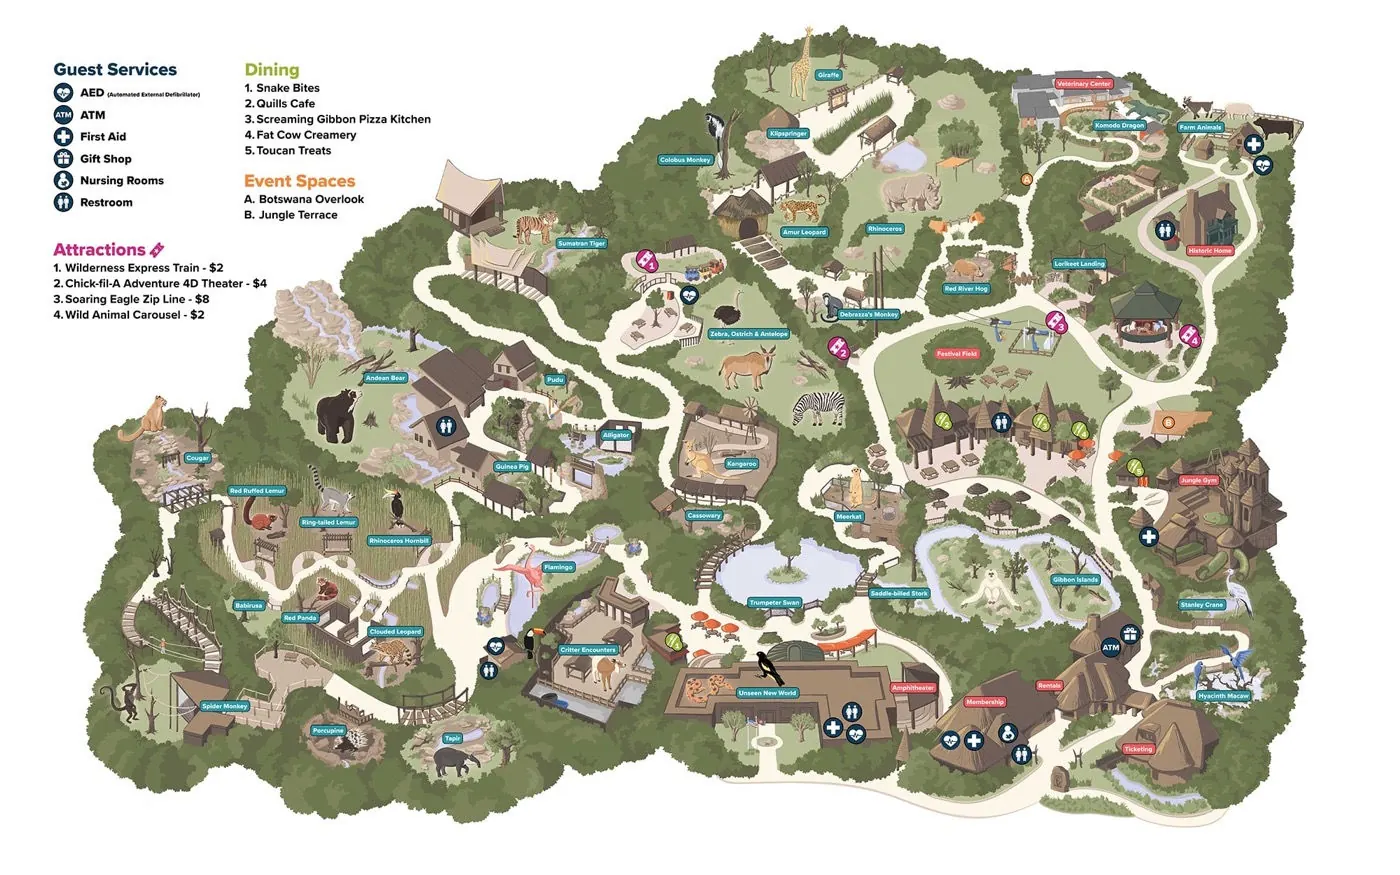 Guest Services
AED (Automated External Defibrillator)
ATM ATM
First Aid
Gift Shop
Nursing Rooms
Restroom
Attractions
1. Wilderness Express Train - $2
2. Chick-fil-A Adventure 4D Theater - $4
3. Soaring Eagle Zip Line - $8
4. Wild Animal Carousel - $2
Dining
1. Snake Bites
2. Quills Cafe
3. Screaming Gibbon Pizza Kitchen
4. Fat Cow Creamery
5. Toucan Treats
Event Spaces
A. Botswana Overlook
B. Jungle Terrace
Giraffe
Veterinary Center
Komodo Dragon
Farm Animals
Klipspringer
Colobus Monkey
A
Amur Leopard
Rhinoceros
Sumatran Tiger
Historic Home
1
Lorikeet Landing
Red River Hog
Debrazza's Monkey
3
Zebra, Ostrich & Antelope
4
2
Festival Field
Andean Bear
Pudu
B
Alligator
Cougar
Kangaroo
Guinea Pig
Jungle Gym
Red Ruffed Lemur
Ring-tailed Lemur
Cassowary
Meerkat
Rhinoceros Hornbill
Flamingo
Gibbon Islands
Saddle-billed Stork
Babirusa
Trumpeter Swan
Stanley Crane
Red Panda
Clouded Leopard
Critter Encounters
ATM
Unseen New World
Amphitheater
Rentals
Hyacinth Macaw
Spider Monkey
Membership
Porcupine
Tapir
Ticketing